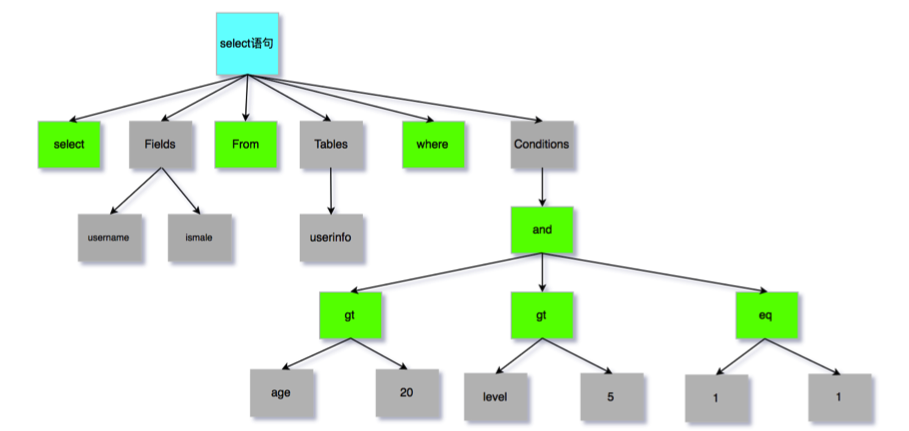 select语句
select
Fields
From
Tables
where
Conditions
username
ismale
userinfo
and
gt
gt
eq
age
20
level
5
1
1